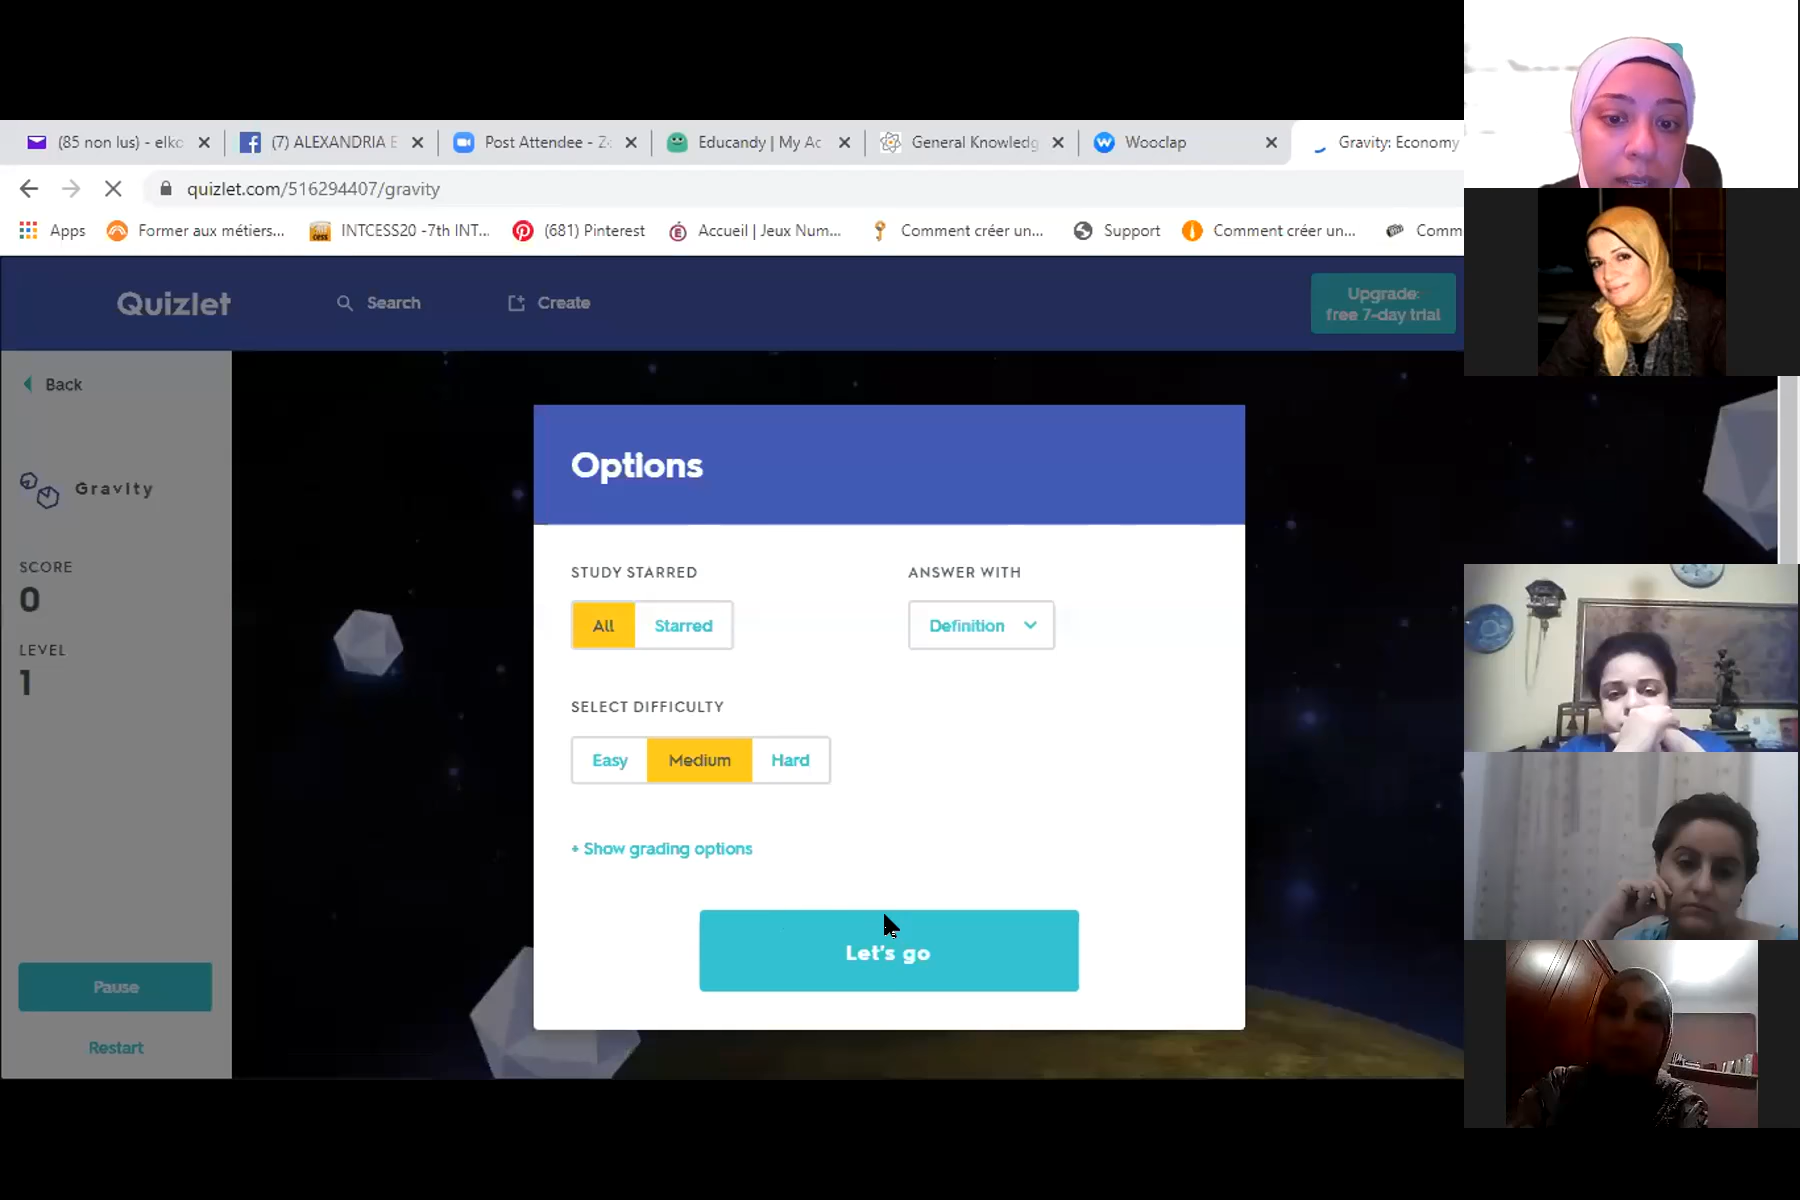 (85 non lus) - elkc
(7) ALEXANDRIA E
Post Attendee - Z
Educandy | My Ac
General Knowledg
Wooclap
Gravity: Economy
quizlet.com/516294407/gravity
Apps
Former aux métiers...
INTCESS20 -7th INT...
(681) Pinterest
Accueil | Jeux Num...
Comment créer un...
Support
Comment créer un...
Comm
Quizlet
Search
Create
Upgrade:
free 7-day trial
Back
Gravity
SCORE
0
LEVEL
1
Pause
Restart
Options
STUDY STARRED
All
Starred
ANSWER WITH
Definition
SELECT DIFFICULTY
Easy
Medium
Hard
+ Show grading options
Let's go